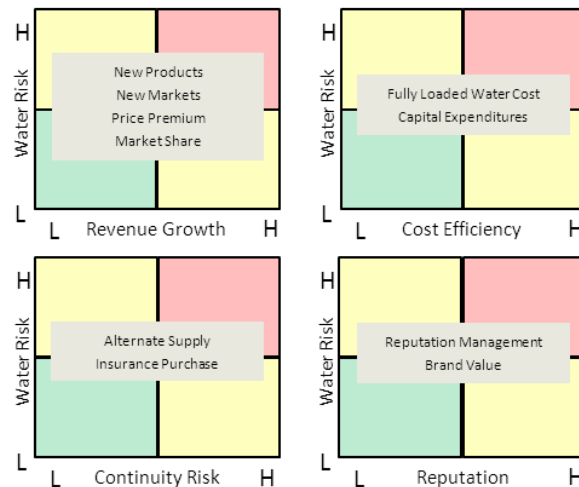 H
Water Risk
New Products
New Markets
Price Premium
Market Share
L
L
Revenue Growth
H
H
Water Risk
Fully Loaded Water Cost
Capital Expenditures
L
L
Cost Efficiency
H
H
Water Risk
Alternate Supply
Insurance Purchase
L
L
Continuity Risk
H
H
Water Risk
Reputation Management
Brand Value
L
L
Reputation
H